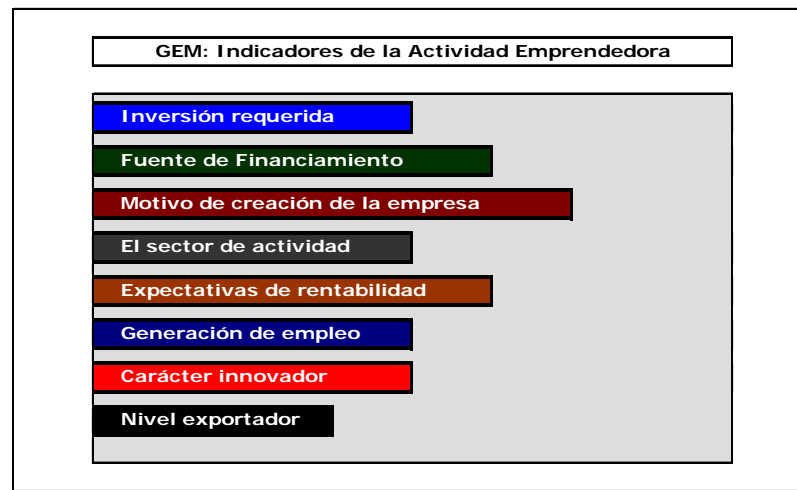 GEM: Indicadores de la Actividad Emprendedora
Inversión requerida
Fuente de Financiamiento
Motivo de creación de la empresa
El sector de actividad
Expectativas de rentabilidad
Generación de empleo
Carácter innovador
Nivel exportador